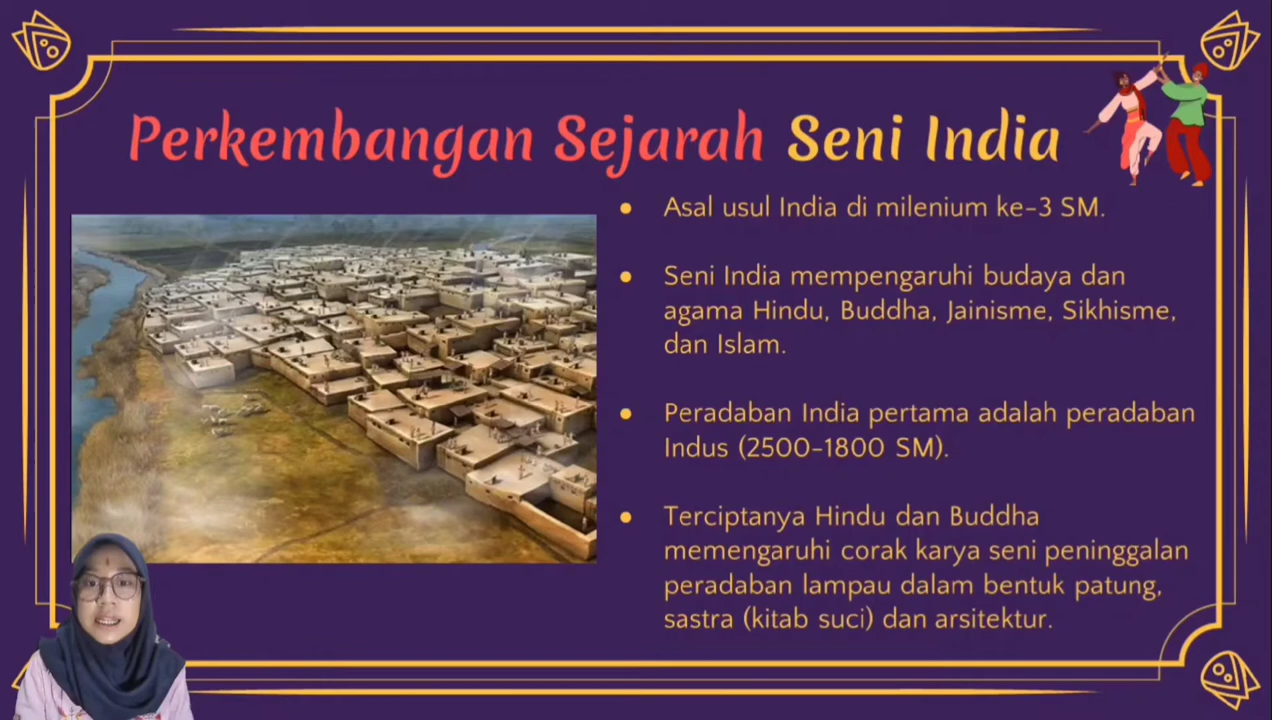 Perkembangan Sejarah Seni India
• Asal usul India di milenium ke-3 SM.
• Seni India mempengaruhi budaya dan
agama Hindu, Buddha, Jainisme, Sikhisme,
dan Islam.
• Peradaban India pertama adalah peradaban
Indus (2500-1800 SM).
• Terciptanya Hindu dan Buddha
memengaruhi corak karya seni peninggalan
peradaban lampau dalam bentuk patung,
sastra (kitab suci) dan arsitektur.